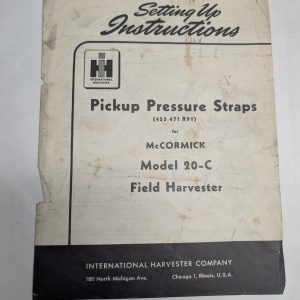 Setting Up
Instructions
IH
INTERNATIONAL
HARVESTER
Pickup Pressure Straps
(455 471 R91)
for
McCORMICK
Model 20-C
Field Harvester
INTERNATIONAL HARVESTER COMPANY
180 North Michigan Ave. Chicago 1, Illinois, U.S.A.